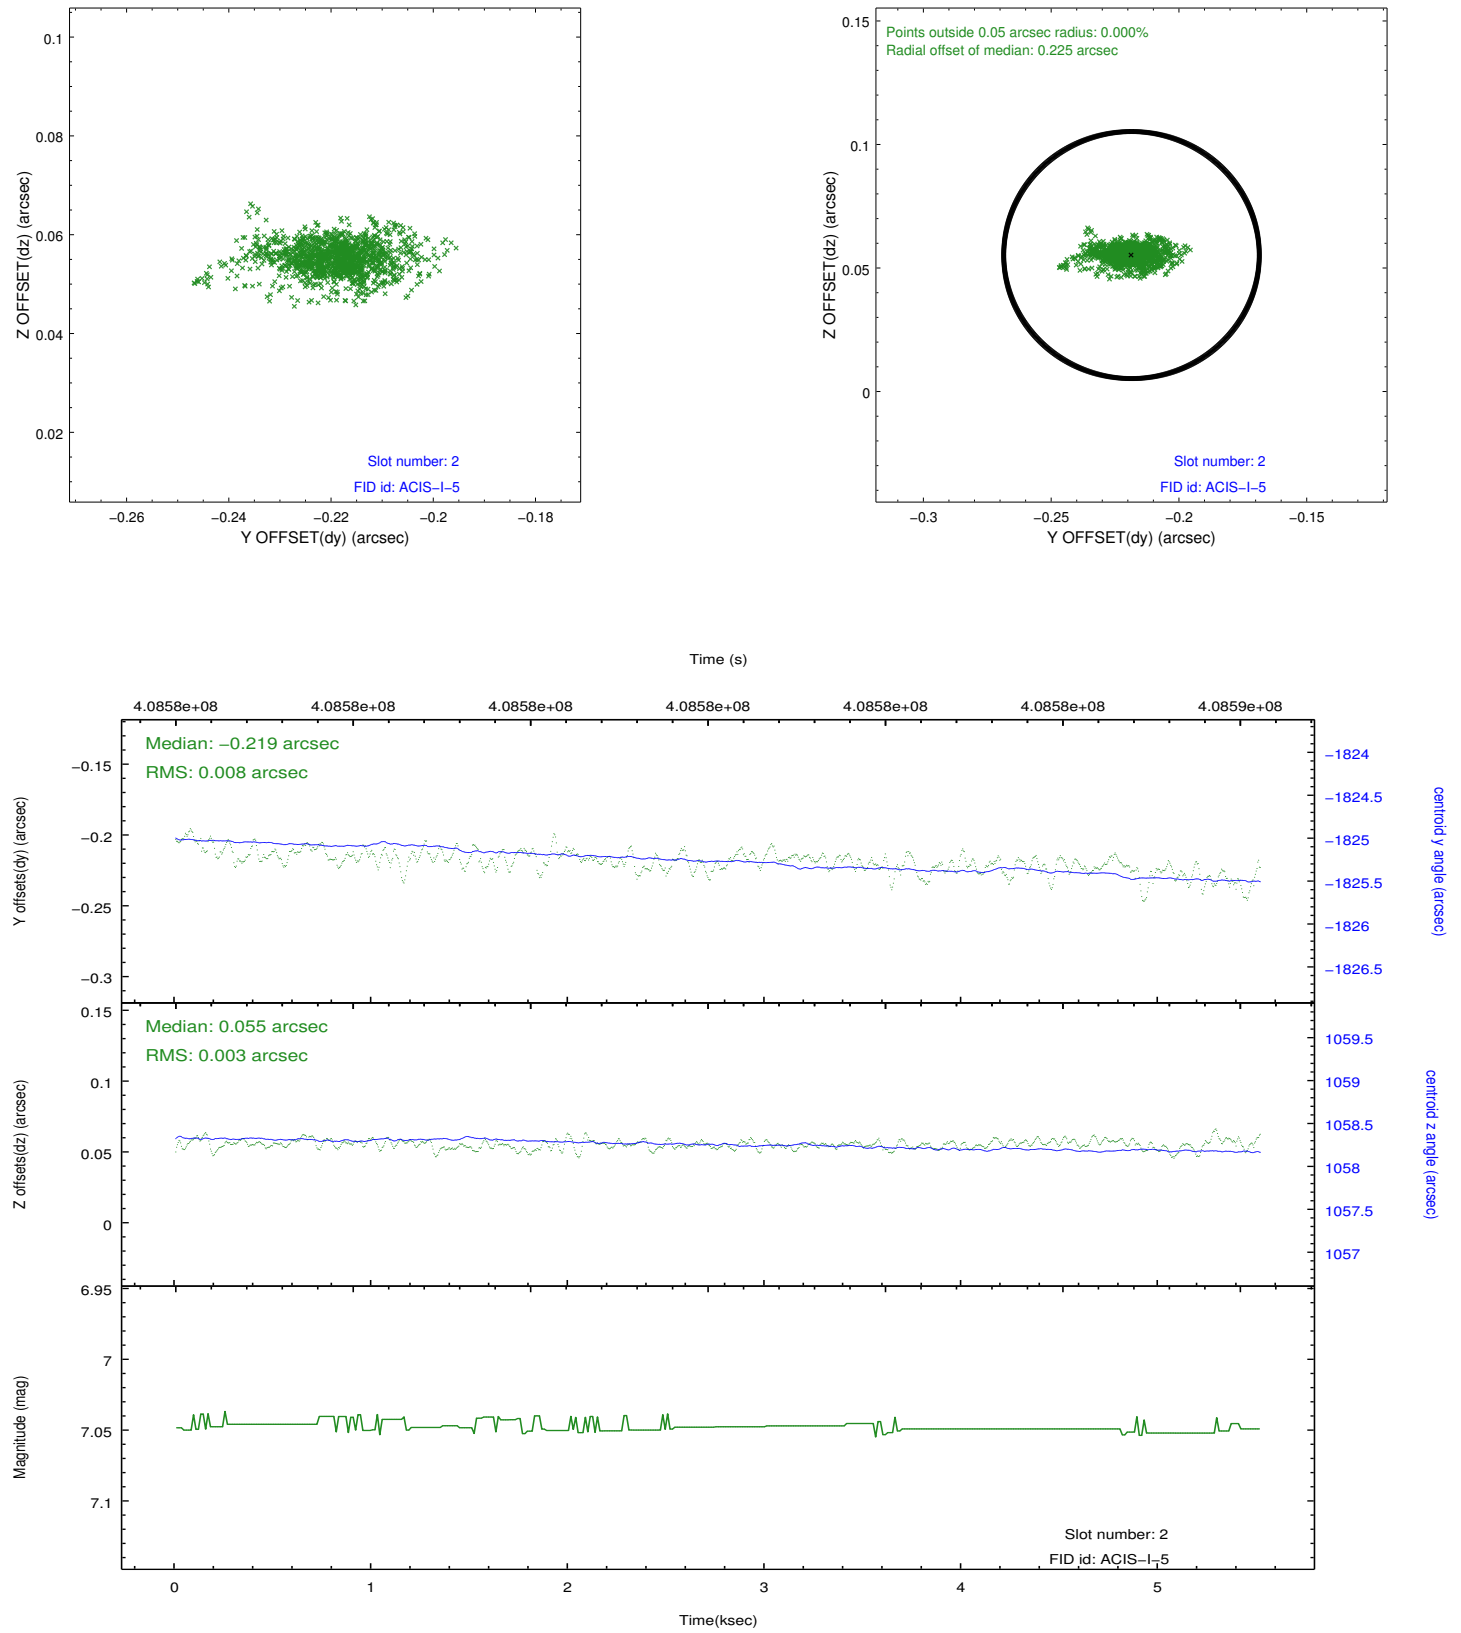 0.1
0.08
0.06
0.04
0.02
Z OFFSET(dz) (arcsec)
Slot number: 2
FID id: ACIS−I−5
−0.26
−0.24
−0.22
−0.2
−0.18
Y OFFSET(dy) (arcsec)
Points outside 0.05 arcsec radius: 0.000%
Radial offset of median: 0.225 arcsec
0.15
0.1
0.05
0
Z OFFSET(dz) (arcsec)
Slot number: 2
FID id: ACIS−I−5
−0.3
−0.25
−0.2
−0.15
Y OFFSET(dy) (arcsec)
Time (s)
4.0858e+08
4.0858e+08
4.0858e+08
4.0858e+08
4.0858e+08
4.0858e+08
4.0859e+08
Median: −0.219 arcsec
RMS: 0.008 arcsec
−0.15
−0.2
−0.25
−0.3
Y offsets(dy) (arcsec)
−1824
−1824.5
−1825
−1825.5
−1826
−1826.5
centroid y angle (arcsec)
Median: 0.055 arcsec
RMS: 0.003 arcsec
0.15
0.1
0.05
0
Z offsets(dz) (arcsec)
1059.5
1059
1058.5
1058
1057.5
1057
centroid z angle (arcsec)
6.95
7
7.05
7.1
Magnitude (mag)
Slot number: 2
FID id: ACIS−I−5
0
1
2
3
4
5
Time(ksec)